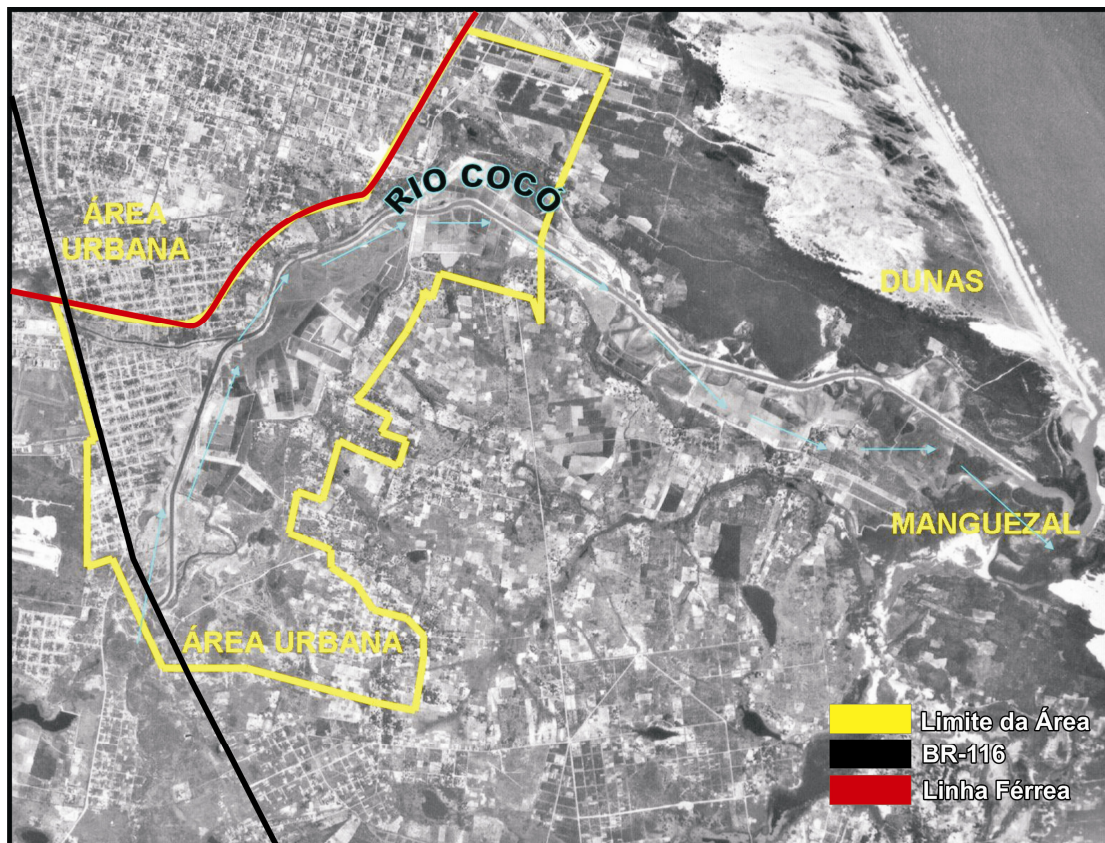 RIO COCÓ
ÁREA
URBANA
DUNAS
MANGUEZAL
ÁREA URBANA
Limite da Área
BR-116
Linha Férrea